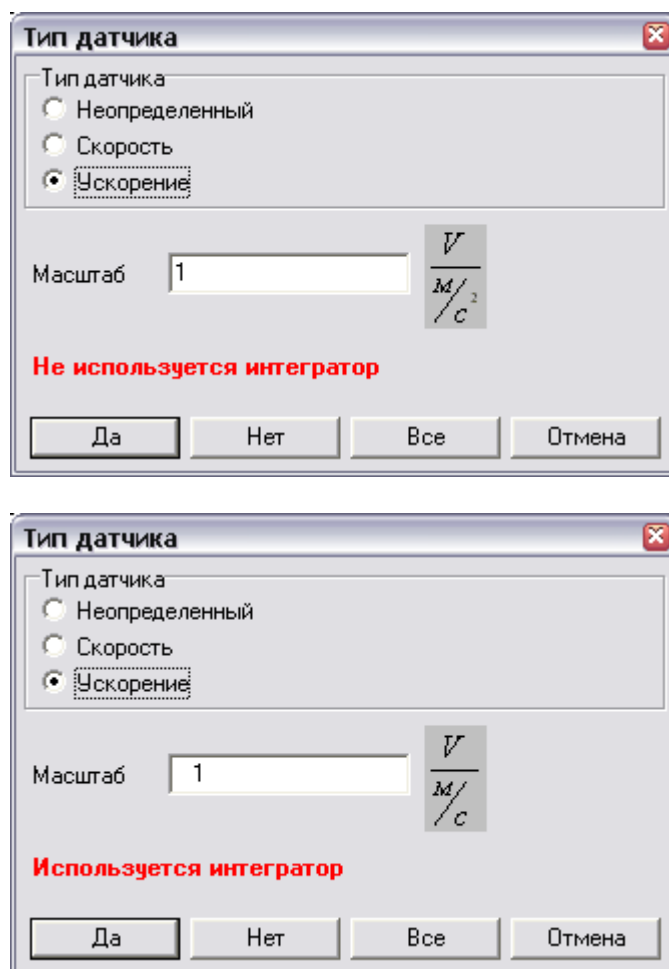 Тип датчика
Тип датчика
Неопределенный
Скорость
Ускорение
Масштаб 1 V
М/С²
Не используется интегратор
Да Нет Все Отмена
Тип датчика
Тип датчика
Неопределенный
Скорость
Ускорение
Масштаб 1 V
М/С
Используется интегратор
Да Нет Все Отмена